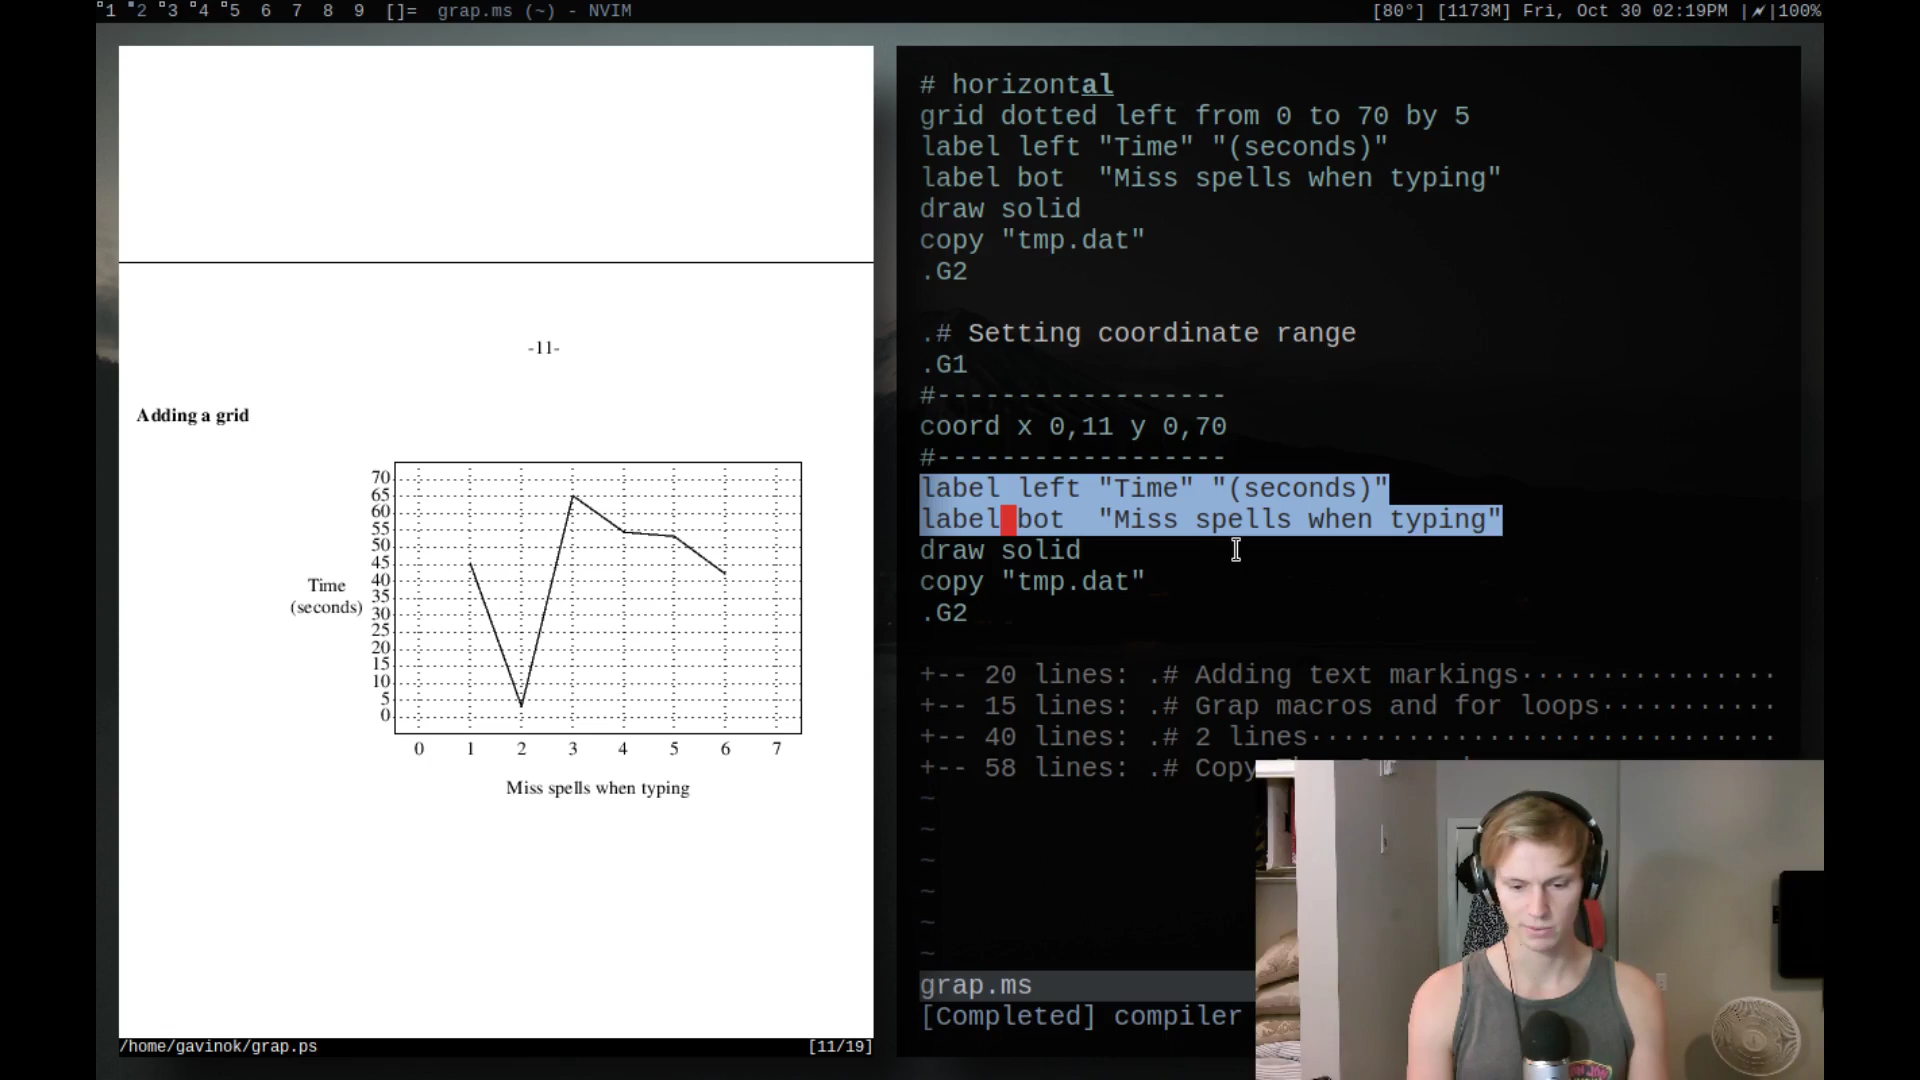 1 2 3 4 5 6 7 8 9 []= grap.ms (~) - NVIM
[80°] [1173M] Fri, Oct 30 02:19PM |⚡|100%
-11-
Adding a grid
70
65
60
55
50
45
40
35
30
25
20
15
10
5
0
Time
(seconds)
0 1 2 3 4 5 6 7
Miss spells when typing
/home/gavinok/grap.ps [11/19]
# horizontal
grid dotted left from 0 to 70 by 5
label left "Time" "(seconds)"
label bot  "Miss spells when typing"
draw solid
copy "tmp.dat"
.G2
.# Setting coordinate range
.G1
#------------------
coord x 0,11 y 0,70
#------------------
label left "Time" "(seconds)"
label bot  "Miss spells when typing"
draw solid
copy "tmp.dat"
.G2
+-- 20 lines: .# Adding text markings················
+-- 15 lines: .# Grap macros and for loops···········
+-- 40 lines: .# 2 lines·····························
+-- 58 lines: .# Copy
~
~
~
~
~
~
grap.ms
[Completed] compiler